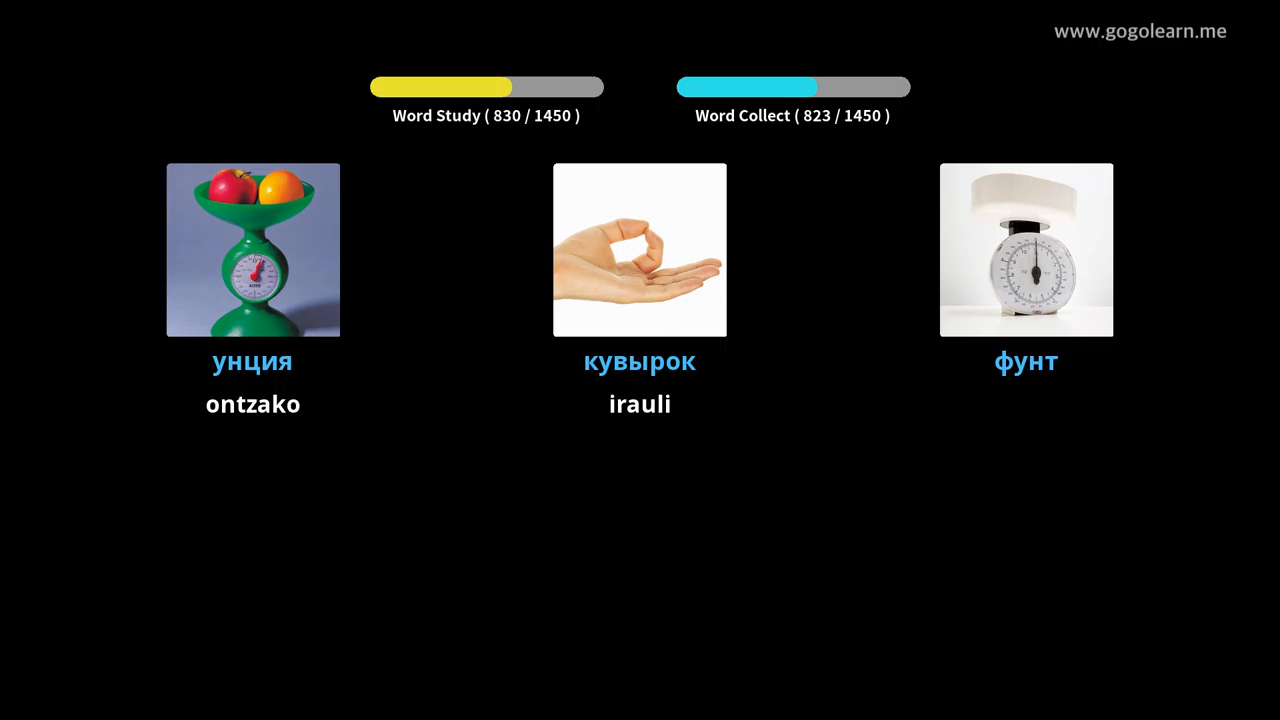 www.gogolearn.me
Word Study ( 830 / 1450 )
Word Collect ( 823 / 1450 )
унция
кувырок
фунт
ontzako
irauli